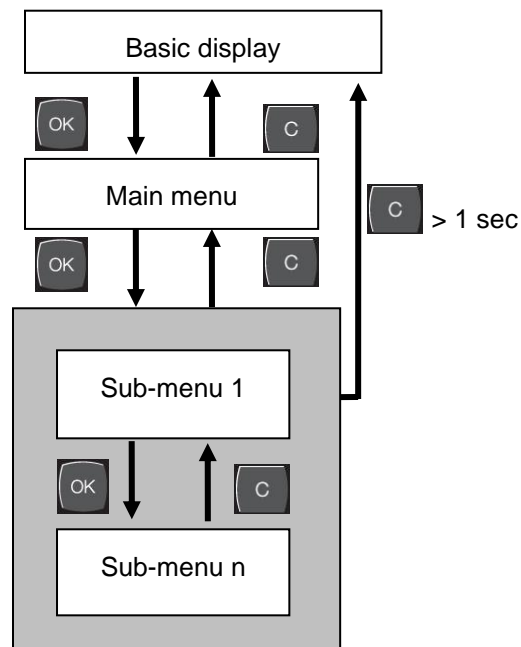 Basic display
OK
C
Main menu
C
> 1 sec
OK
C
Sub-menu 1
OK
C
Sub-menu n